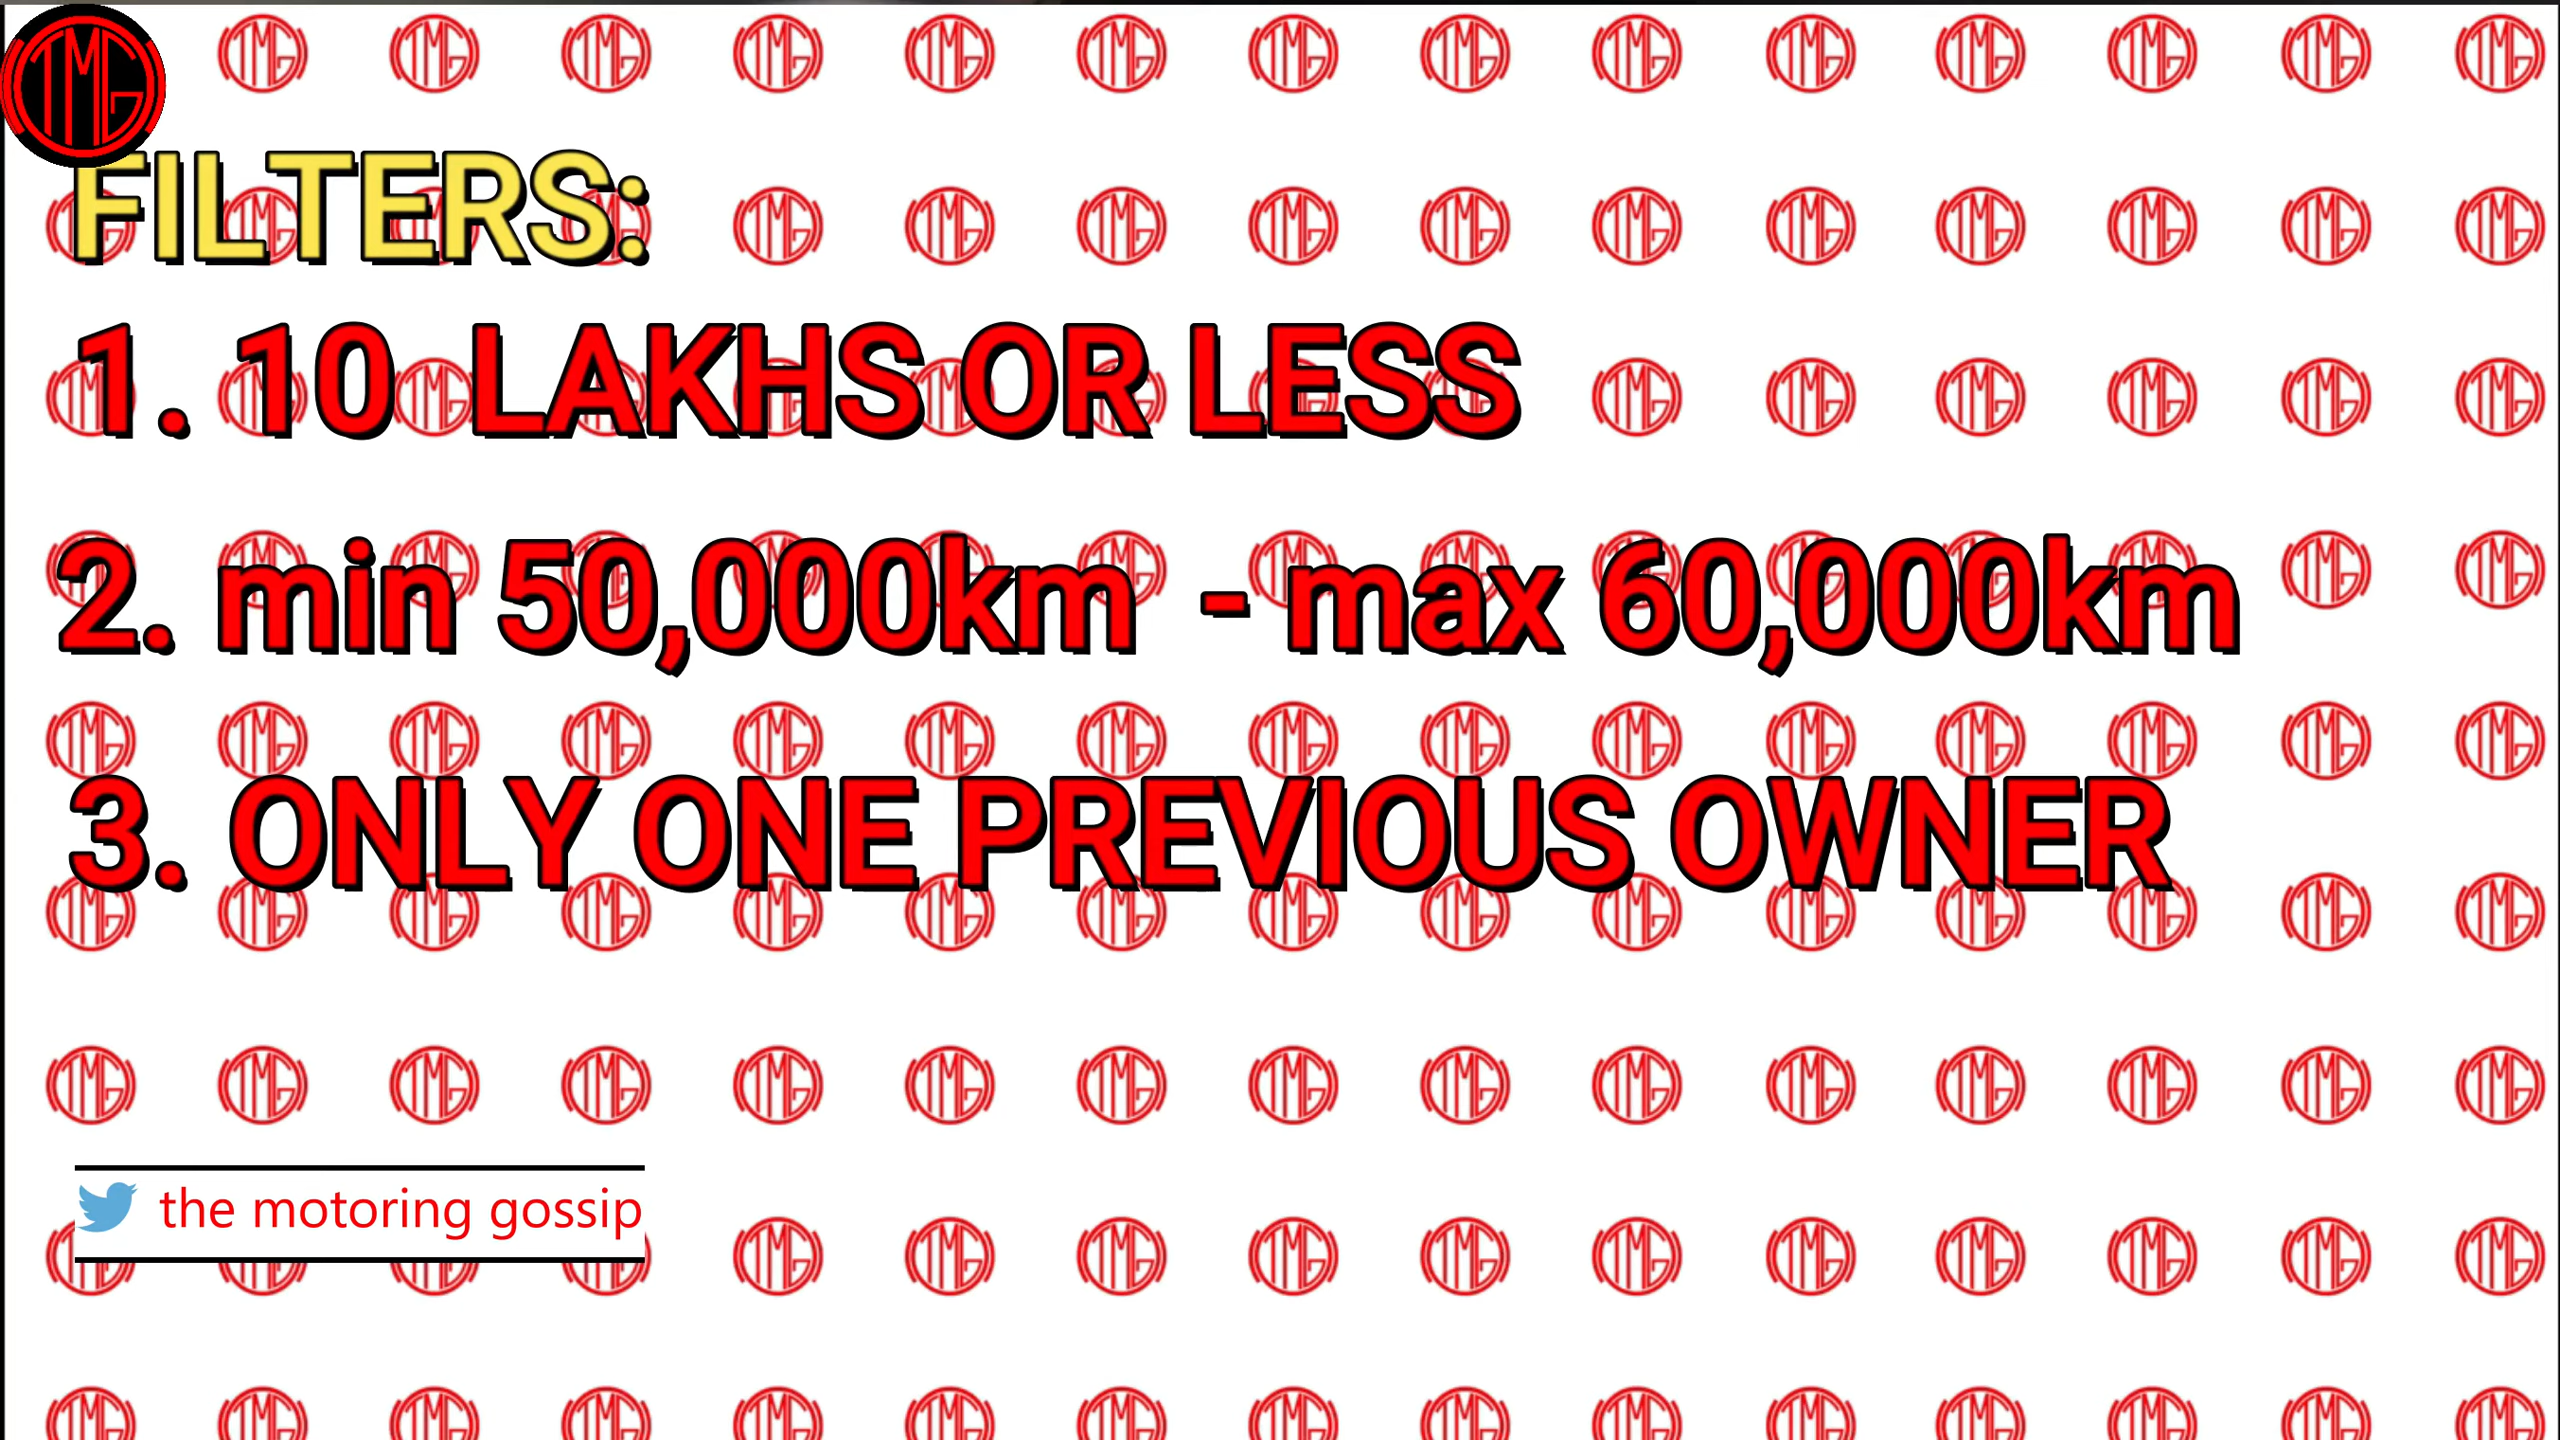 TMG
FILTERS:
1. 10 LAKHS OR LESS
2. min 50,000km - max 60,000km
3. ONLY ONE PREVIOUS OWNER
the motoring gossip